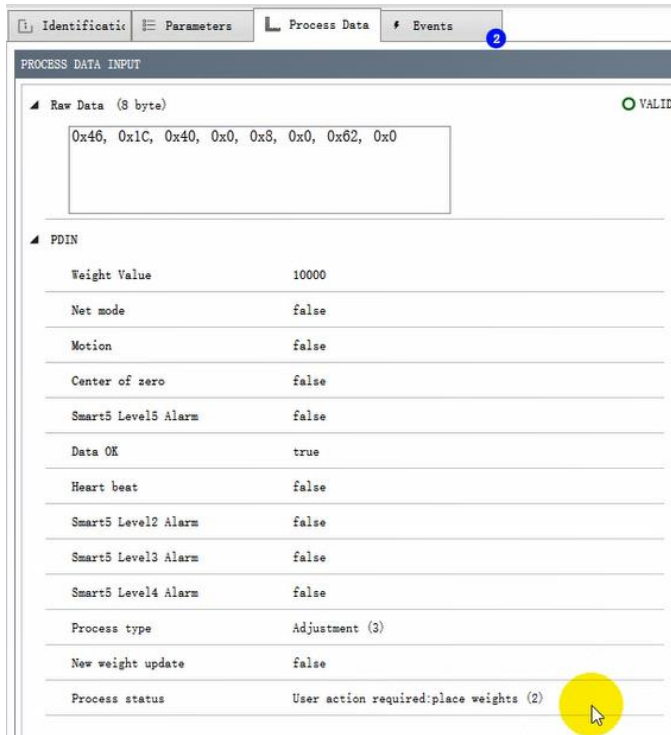 Identificatio Parameters Process Data Events
2
PROCESS DATA INPUT
Raw Data (8 byte) VALID
0x46, 0x1C, 0x40, 0x0, 0x8, 0x0, 0x62, 0x0
PDIN
Weight Value 10000
Net mode false
Motion false
Center of zero false
Smart5 Level5 Alarm false
Data OK true
Heart beat false
Smart5 Level2 Alarm false
Smart5 Level3 Alarm false
Smart5 Level4 Alarm false
Process type Adjustment (3)
New weight update false
Process status User action required:place weights (2)